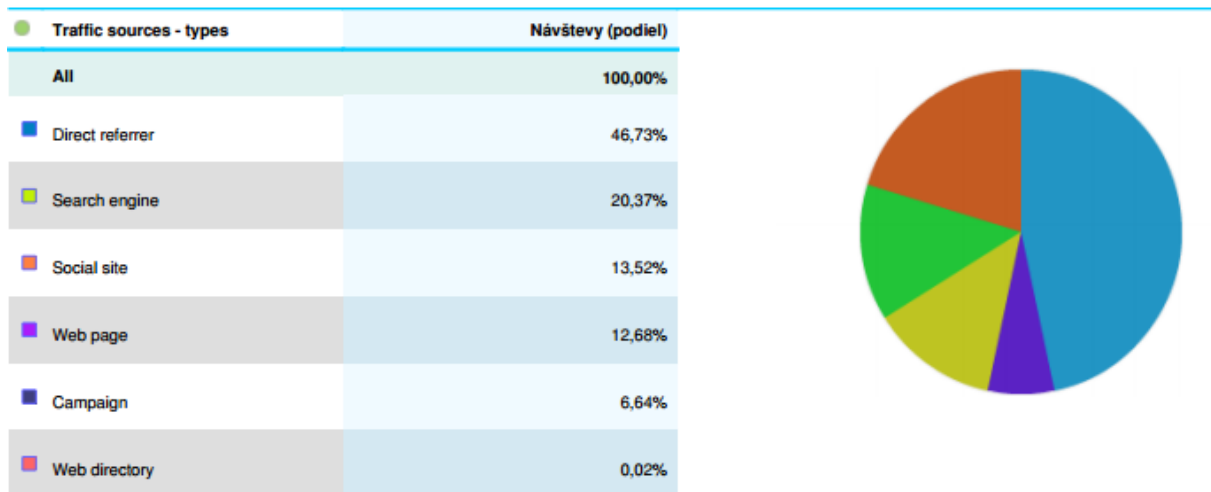 Traffic sources - types Návštevy (podiel)
All 100,00%
Direct referrer 46,73%
Search engine 20,37%
Social site 13,52%
Web page 12,68%
Campaign 6,64%
Web directory 0,02%